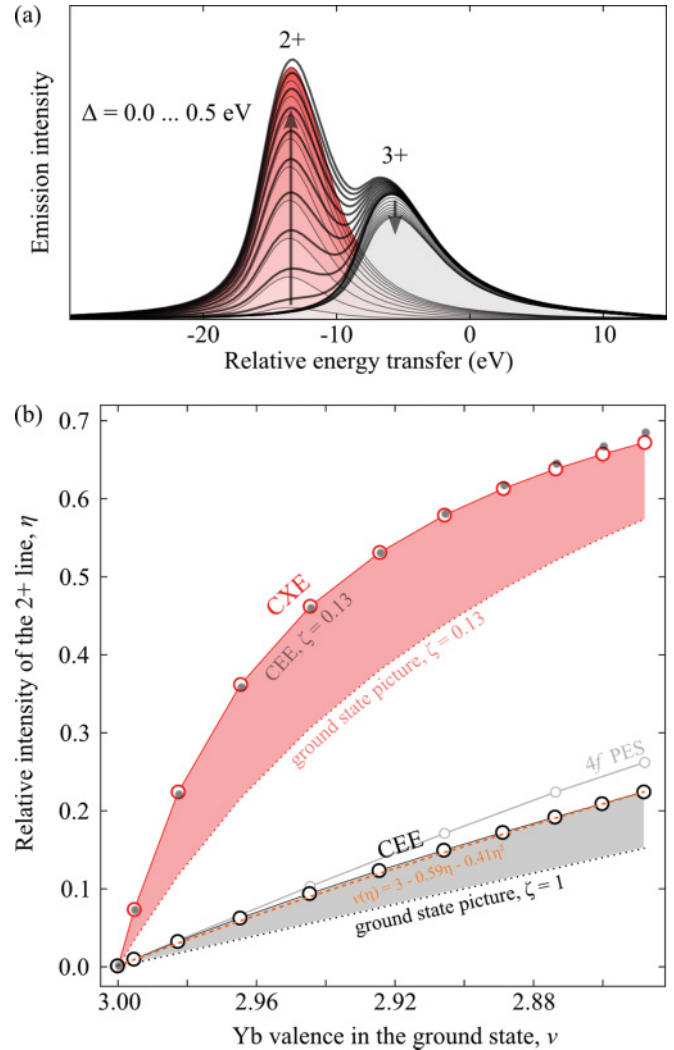 (a)
2+
Δ = 0.0 ... 0.5 eV
3+
Emission intensity
-20 -10 0 10
Relative energy transfer (eV)
(b)
0.7
0.6
0.5
0.4
0.3
0.2
0.1
0.0
Relative intensity of the 2+ line, η
CXE
CEE, ζ = 0.13
ground state picture, ζ = 0.13
4f PES
CEE
ν(η) = 3 - 0.59η - 0.41η²
ground state picture, ζ = 1
3.00 2.96 2.92 2.88
Yb valence in the ground state, ν